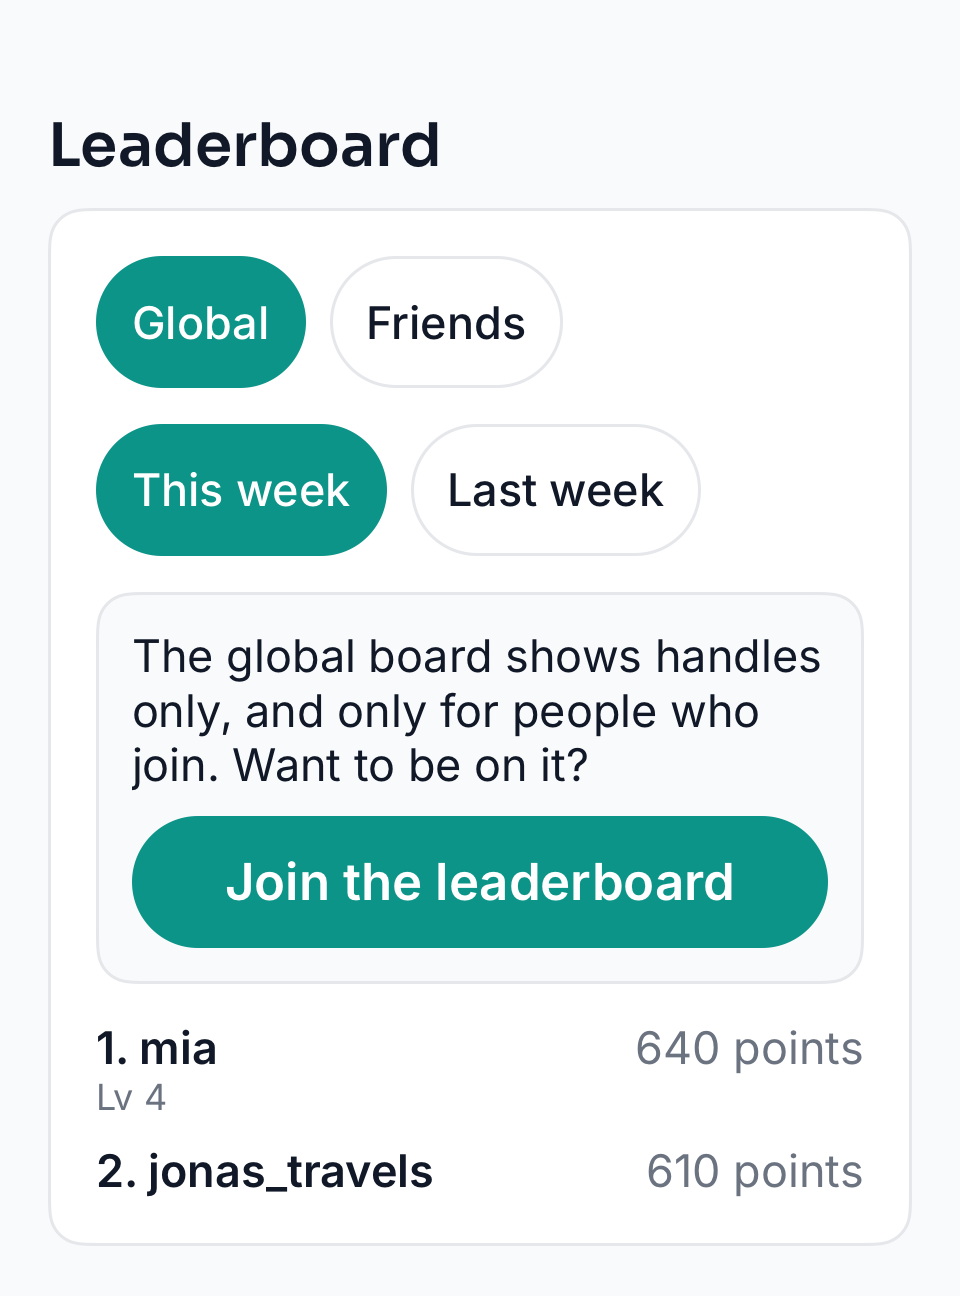 Leaderboard
Global Friends
This week Last week
The global board shows handles
only, and only for people who
join. Want to be on it?
Join the leaderboard
1. mia 640 points
Lv 4
2. jonas_travels 610 points